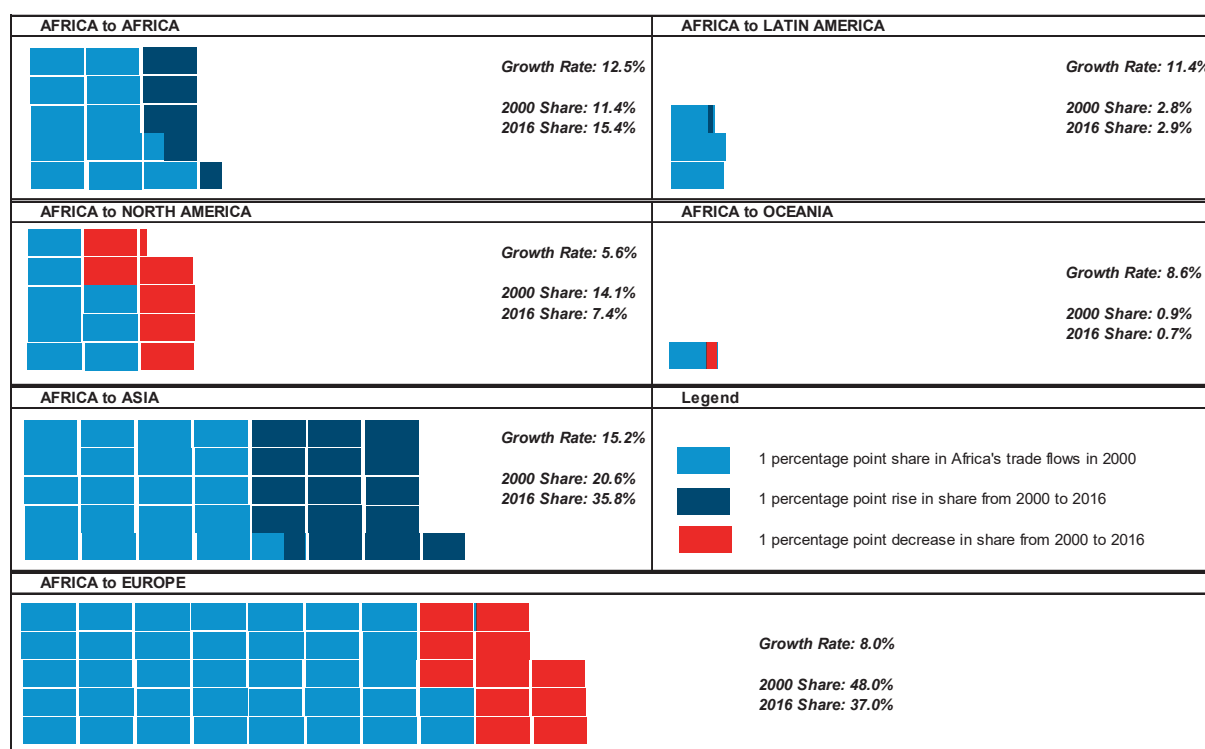 AFRICA to AFRICA
Growth Rate: 12.5%
2000 Share: 11.4%
2016 Share: 15.4%
AFRICA to LATIN AMERICA
Growth Rate: 11.4%
2000 Share: 2.8%
2016 Share: 2.9%
AFRICA to NORTH AMERICA
Growth Rate: 5.6%
2000 Share: 14.1%
2016 Share: 7.4%
AFRICA to OCEANIA
Growth Rate: 8.6%
2000 Share: 0.9%
2016 Share: 0.7%
AFRICA to ASIA
Growth Rate: 15.2%
2000 Share: 20.6%
2016 Share: 35.8%
Legend
1 percentage point share in Africa's trade flows in 2000
1 percentage point rise in share from 2000 to 2016
1 percentage point decrease in share from 2000 to 2016
AFRICA to EUROPE
Growth Rate: 8.0%
2000 Share: 48.0%
2016 Share: 37.0%